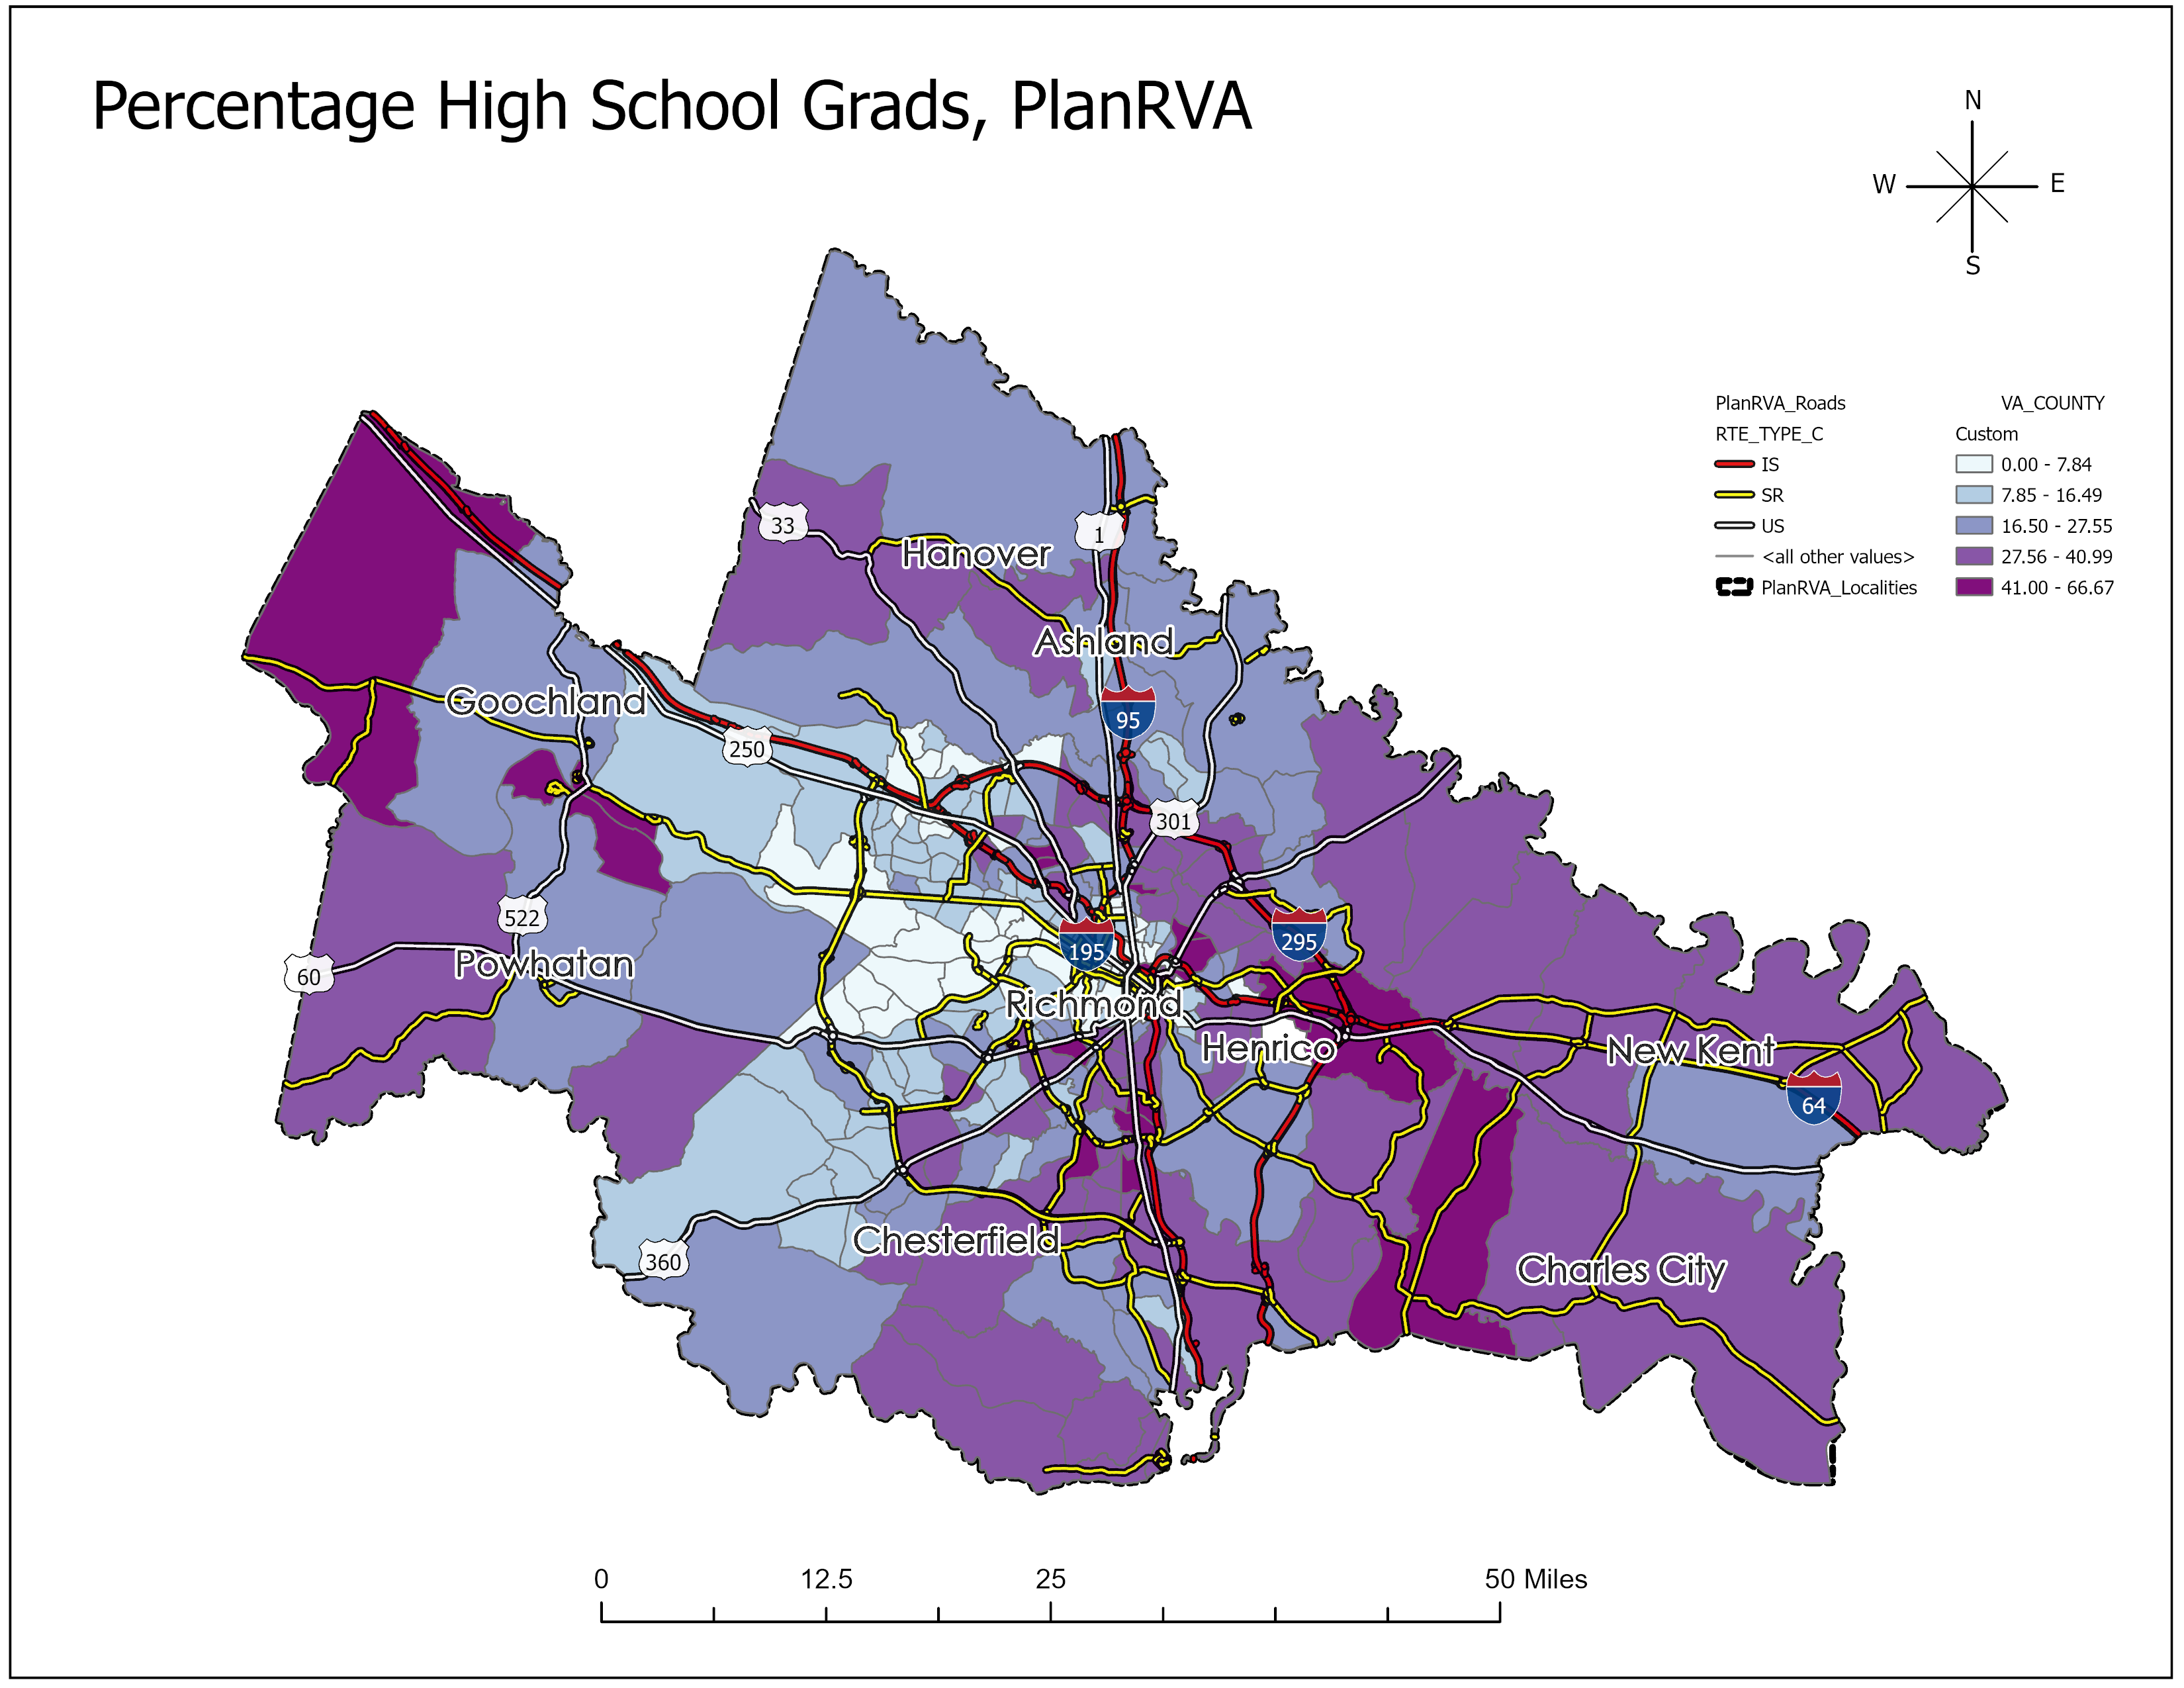 Percentage High School Grads, PlanRVA
N
W E
S
PlanRVA_Roads
RTE_TYPE_C
IS
SR
US
<all other values>
PlanRVA_Localities
VA_COUNTY
Custom
0.00 - 7.84
7.85 - 16.49
16.50 - 27.55
27.56 - 40.99
41.00 - 66.67
33
1
Hanover
Ashland
Goochland
95
250
301
522
195
295
60
Powhatan
Richmond
Henrico
New Kent
64
Chesterfield
360
Charles City
0 12.5 25 50 Miles